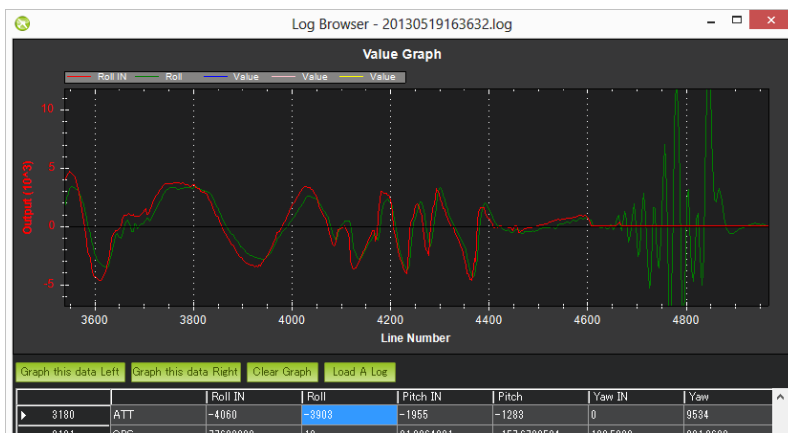 Log Browser - 20130519163632.log
Value Graph
Roll IN Roll Value Value Value
Output (10^3)
10
5
0
-5
3600 3800 4000 4200 4400 4600 4800
Line Number
Graph this data Left Graph this data Right Clear Graph Load A Log
Roll IN Roll Pitch IN Pitch Yaw IN Yaw
3180 ATT -4060 -3903 -1955 -1283 0 9534